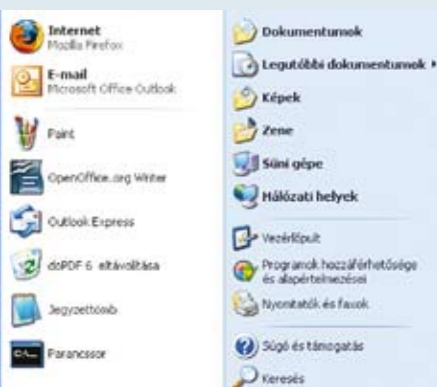 Internet
Mozilla Firefox
E-mail
Microsoft Office Outlook
Paint
OpenOffice.org Writer
Outlook Express
doPDF 6 eltávolítása
Jegyzettömb
Parancssor
Dokumentumok
Legutóbbi dokumentumok
Képek
Zene
Süni gépe
Hálózati helyek
Vezérlőpult
Programok hozzáférhetősége
és alapértelmezései
Nyomtatók és faxok
Súgó és támogatás
Keresés